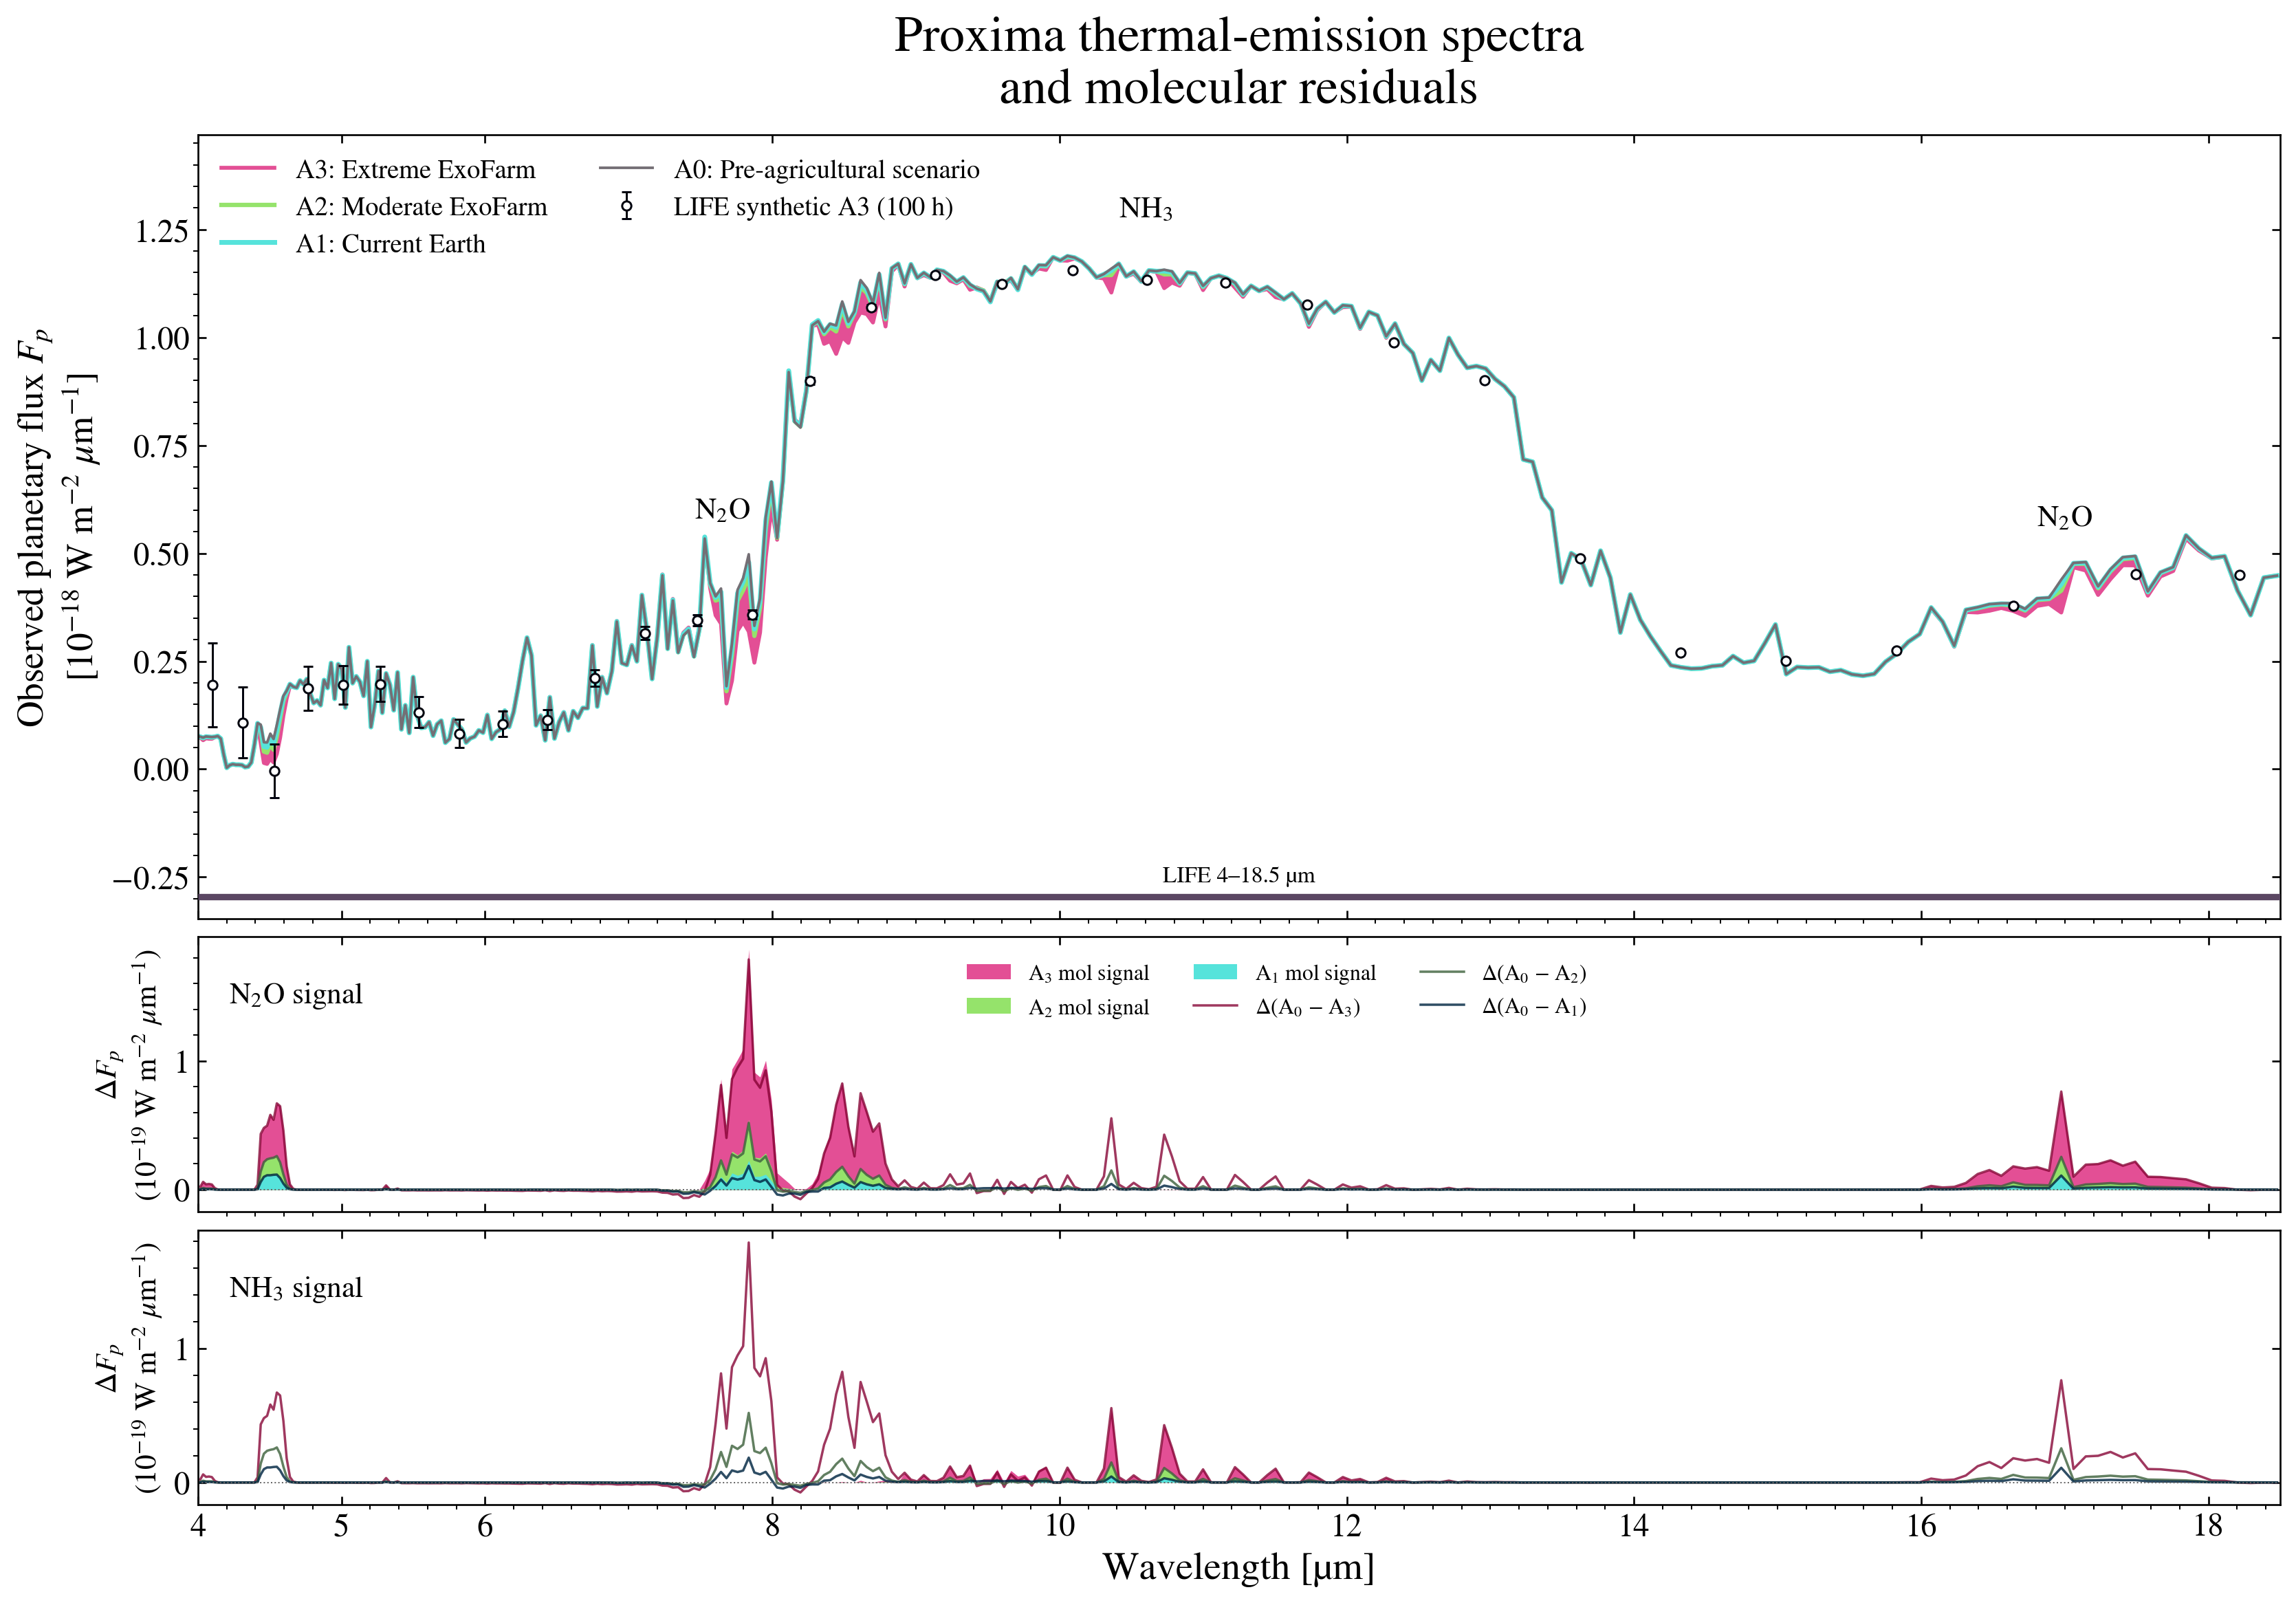 Proxima thermal-emission spectra
and molecular residuals
A3: Extreme ExoFarm
A2: Moderate ExoFarm
A1: Current Earth
A0: Pre-agricultural scenario
LIFE synthetic A3 (100 h)
NH₃
N₂O
N₂O
LIFE 4–18.5 µm
Observed planetary flux Fₚ
[10⁻¹⁸ W m⁻² µm⁻¹]
1.25
1.00
0.75
0.50
0.25
0.00
−0.25
N₂O signal
A₃ mol signal
A₂ mol signal
A₁ mol signal
Δ(A₀ − A₃)
Δ(A₀ − A₂)
Δ(A₀ − A₁)
ΔFₚ
(10⁻¹⁹ W m⁻² µm⁻¹)
1
0
NH₃ signal
ΔFₚ
(10⁻¹⁹ W m⁻² µm⁻¹)
1
0
4 5 6 8 10 12 14 16 18
Wavelength [µm]